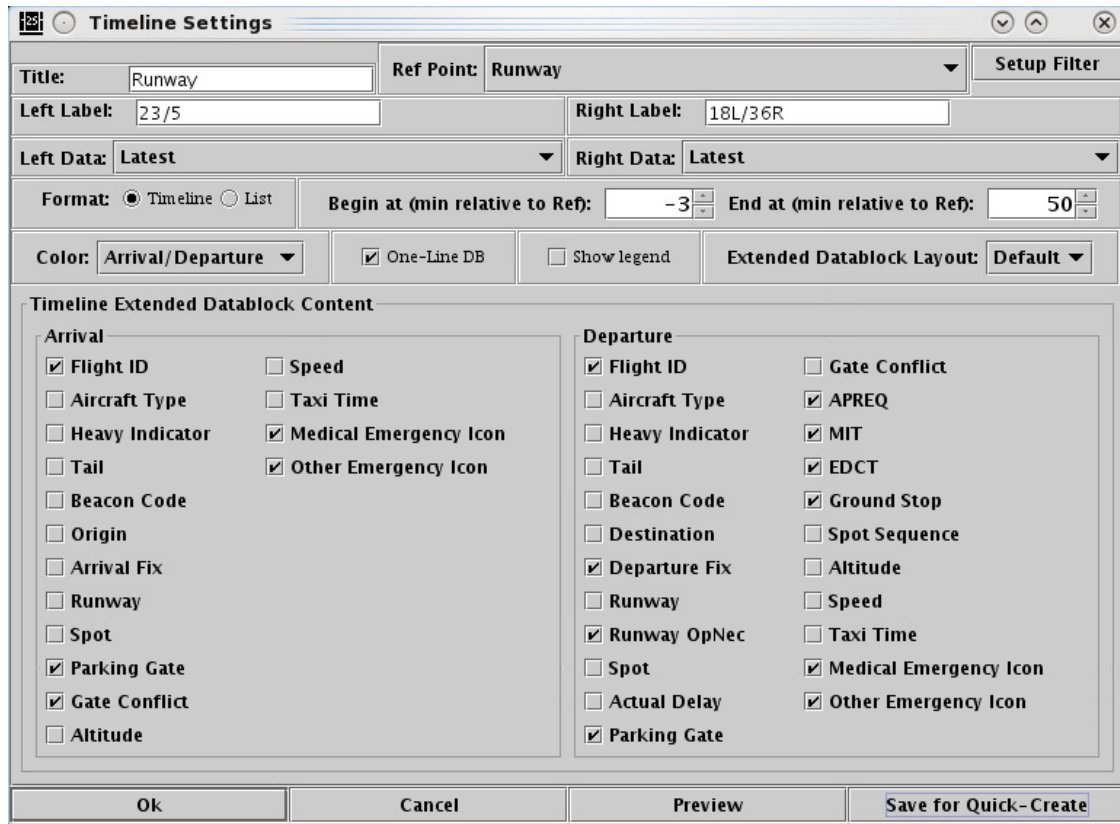 25
Timeline Settings
Title: Runway
Ref Point: Runway
Setup Filter
Left Label: 23/5
Right Label: 18L/36R
Left Data: Latest
Right Data: Latest
Format: Timeline List
Begin at (min relative to Ref): -3
End at (min relative to Ref): 50
Color: Arrival/Departure
One-Line DB
Show legend
Extended Datablock Layout: Default
Timeline Extended Datablock Content
Arrival
Flight ID
Aircraft Type
Heavy Indicator
Tail
Beacon Code
Origin
Arrival Fix
Runway
Spot
Parking Gate
Gate Conflict
Altitude
Speed
Taxi Time
Medical Emergency Icon
Other Emergency Icon
Departure
Flight ID
Aircraft Type
Heavy Indicator
Tail
Beacon Code
Destination
Departure Fix
Runway
Runway OpNec
Spot
Actual Delay
Parking Gate
Gate Conflict
APREQ
MIT
EDCT
Ground Stop
Spot Sequence
Altitude
Speed
Taxi Time
Medical Emergency Icon
Other Emergency Icon
Ok
Cancel
Preview
Save for Quick-Create